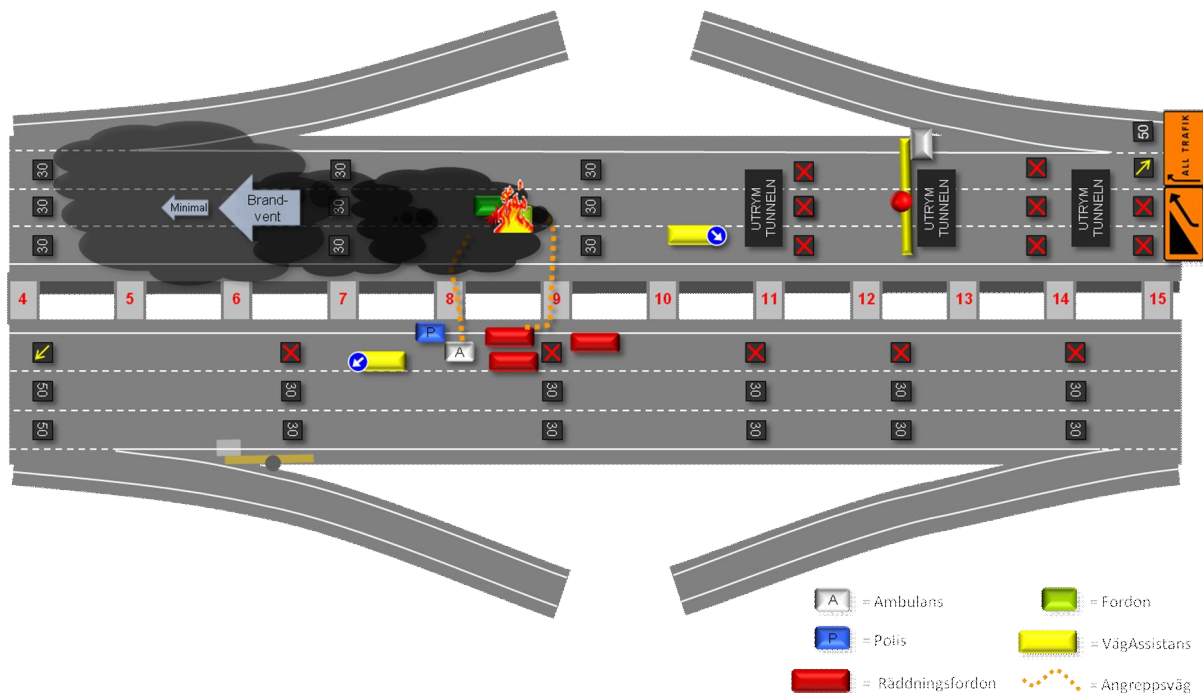 50
ALL TRAFIK
30 30 30
30 30 30
Minimal
Brand-
vent
UTRYM
TUNNELN
UTRYM
TUNNELN
UTRYM
TUNNELN
30 30 30
4 5 6 7 8 9 10 11 12 13 14 15
P
A
50 30 30 30 30 30
50 30 30 30 30 30
A = Ambulans
= Fordon
P = Polis
= VägAssistans
= Räddningsfordon
= Angreppsväg